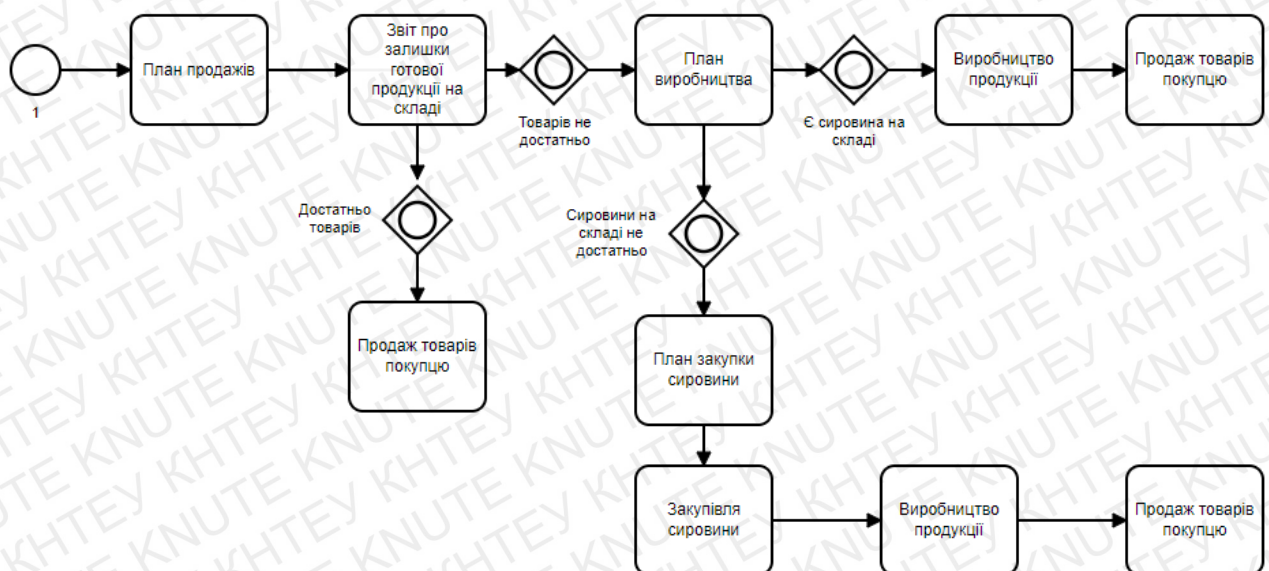 1
План продажів
Звіт про
залишки
готової
продукції на
складі
Товарів не
достатньо
План
виробництва
Є сировина на
складі
Виробництво
продукції
Продаж товарів
покупцю
Достатньо
товарів
Продаж товарів
покупцю
Сировини на
складі не
достатньо
План закупки
сировини
Закупівля
сировини
Виробництво
продукції
Продаж товарів
покупцю
КНТЕУ KNUTE